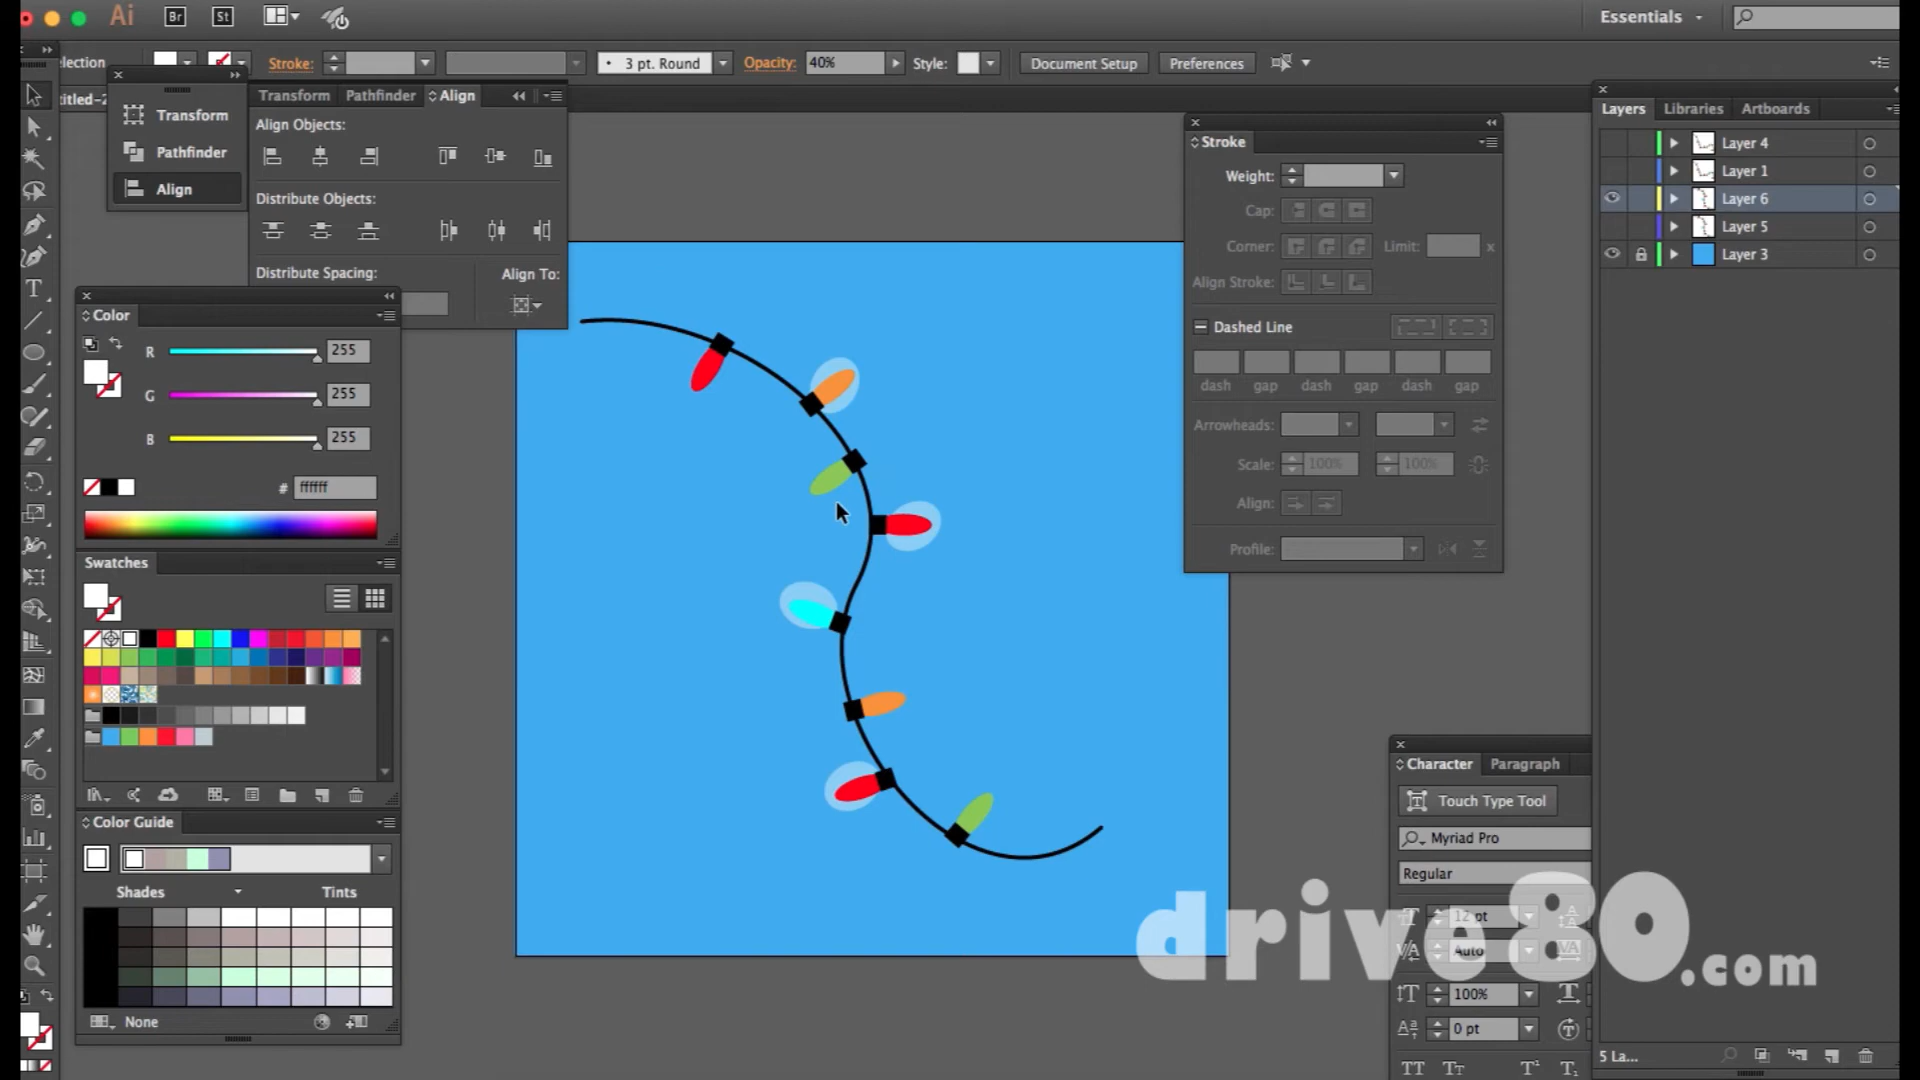 Ai Br St Essentials
election Stroke: 3 pt. Round Opacity: 40% Style: Document Setup Preferences
titled-2
Transform
Pathfinder
Align
Transform Pathfinder Align
Align Objects:
Distribute Objects:
Distribute Spacing: Align To:
Color
R 255
G 255
B 255
# ffffff
Swatches
Color Guide
Shades Tints
None
Stroke
Weight:
Cap:
Corner: Limit: x
Align Stroke:
Dashed Line
dash gap dash gap dash gap
Arrowheads:
Scale: 100% 100%
Align:
Profile:
Layers Libraries Artboards
Layer 4
Layer 1
Layer 6
Layer 5
Layer 3
5 La...
Character Paragraph
Touch Type Tool
Myriad Pro
Regular
12 pt
Auto
100%
0 pt
drive80.com